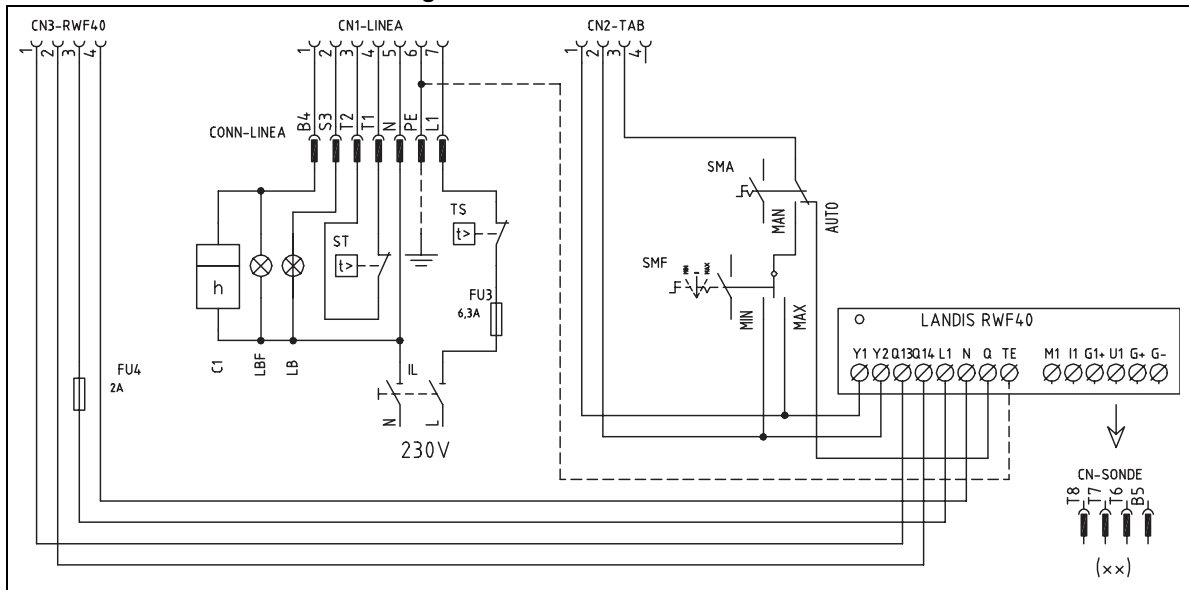 CN3-RWF40
1 2 3 4
CN1-LINEA
1 2 3 4 5 6 7
CN2-TAB
1 2 3 4
CONN-LINEA
B4 S3 T2 T1 N PE L1
SMA
MAN
AUTO
TS
t>
ST
t>
SMF
MIN
MAX
MIN
MAX
h
FU3
6,3A
LANDIS RWF40
Y1 Y2 Q13 Q14 L1 N Q TE M1 I1 G1+ U1 G+ G-
C1
LBF
LB
IL
FU4
2A
N
L
230V
CN-SONDE
T8 T7 T6 B5
(xx)